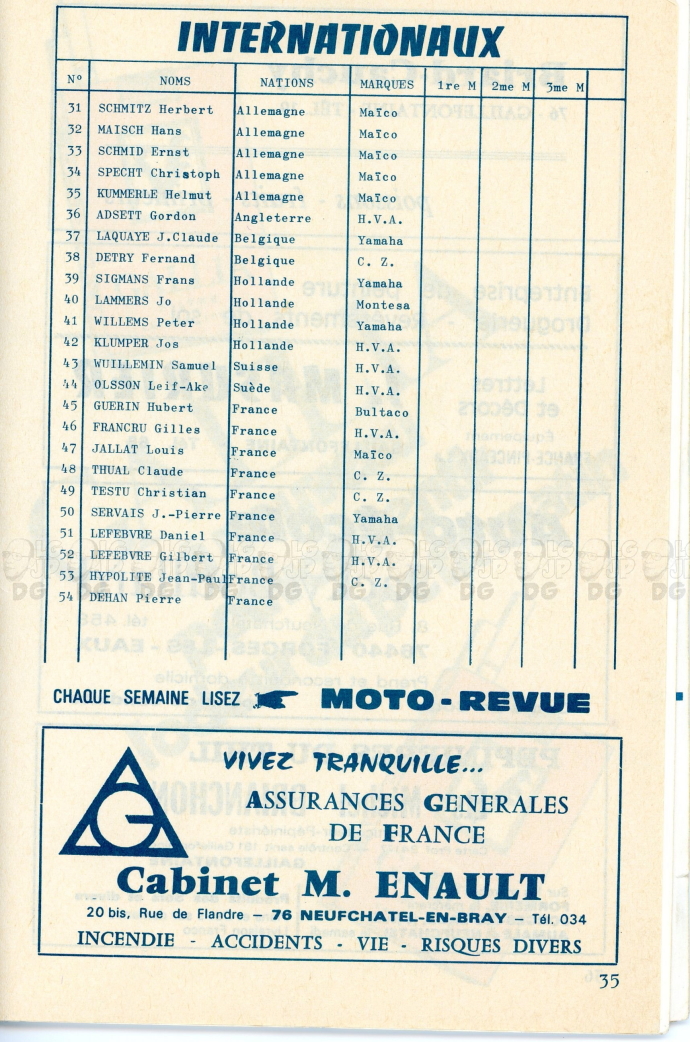 INTERNATIONAUX
Nº NOMS NATIONS MARQUES 1re M 2me M 3me M
31 SCHMITZ Herbert Allemagne Maïco
32 MAISCH Hans Allemagne Maïco
33 SCHMID Ernst Allemagne Maïco
34 SPECHT Christoph Allemagne Maïco
35 KUMMERLE Helmut Allemagne Maïco
36 ADSETT Gordon Angleterre H.V.A.
37 LAQUAYE J.Claude Belgique Yamaha
38 DETRY Fernand Belgique C. Z.
39 SIGMANS Frans Hollande Yamaha
40 LAMMERS Jo Hollande Montesa
41 WILLEMS Peter Hollande Yamaha
42 KLUMPER Jos Hollande H.V.A.
43 WUILLEMIN Samuel Suisse H.V.A.
44 OLSSON Leif-Ake Suède H.V.A.
45 GUERIN Hubert France Bultaco
46 FRANCRU Gilles France H.V.A.
47 JALLAT Louis France Maïco
48 THUAL Claude France C. Z.
49 TESTU Christian France C. Z.
50 SERVAIS J.-Pierre France Yamaha
51 LEFEBVRE Daniel France H.V.A.
52 LEFEBVRE Gilbert France H.V.A.
53 HYPOLITE Jean-Paul France C. Z.
54 DEHAN Pierre France
CHAQUE SEMAINE LISEZ MOTO-REVUE
VIVEZ TRANQUILLE...
ASSURANCES GENERALES
DE FRANCE
Cabinet M. ENAULT
20 bis, Rue de Flandre – 76 NEUFCHATEL-EN-BRAY – Tél. 034
INCENDIE - ACCIDENTS - VIE - RISQUES DIVERS
35